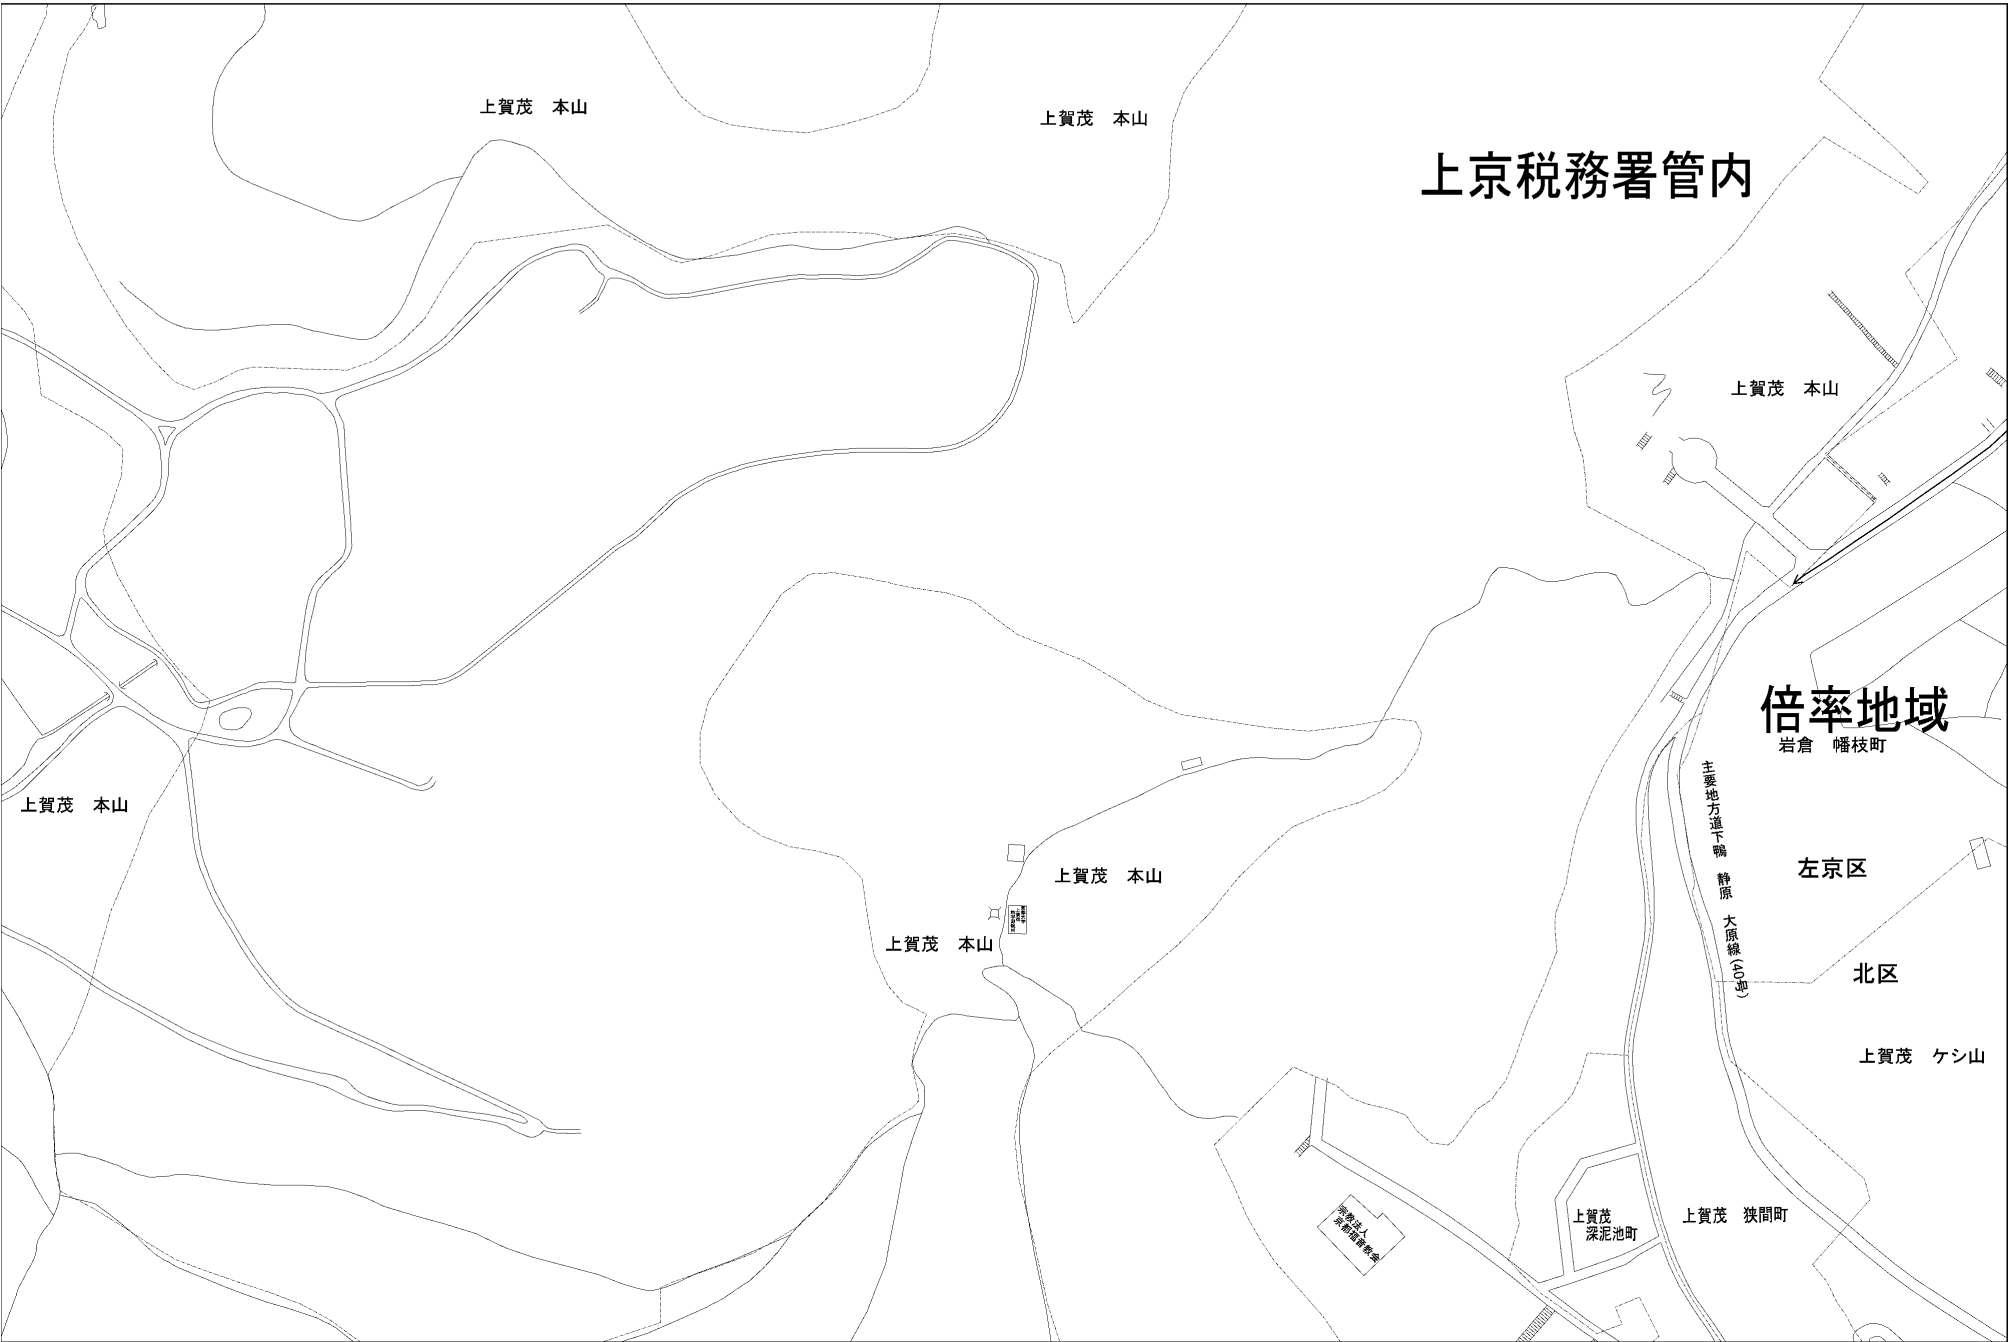 上賀茂　本山
上賀茂　本山
上京税務署管内
上賀茂　本山
倍率地域
岩倉　幡枝町
主要地方道下鴨　静原　大原線(40号)
上賀茂　本山
左京区
上賀茂　本山
上賀茂　本山
北区
上賀茂　ケシ山
宗教法人
京都福音教会
上賀茂
深泥池町
上賀茂　狭間町